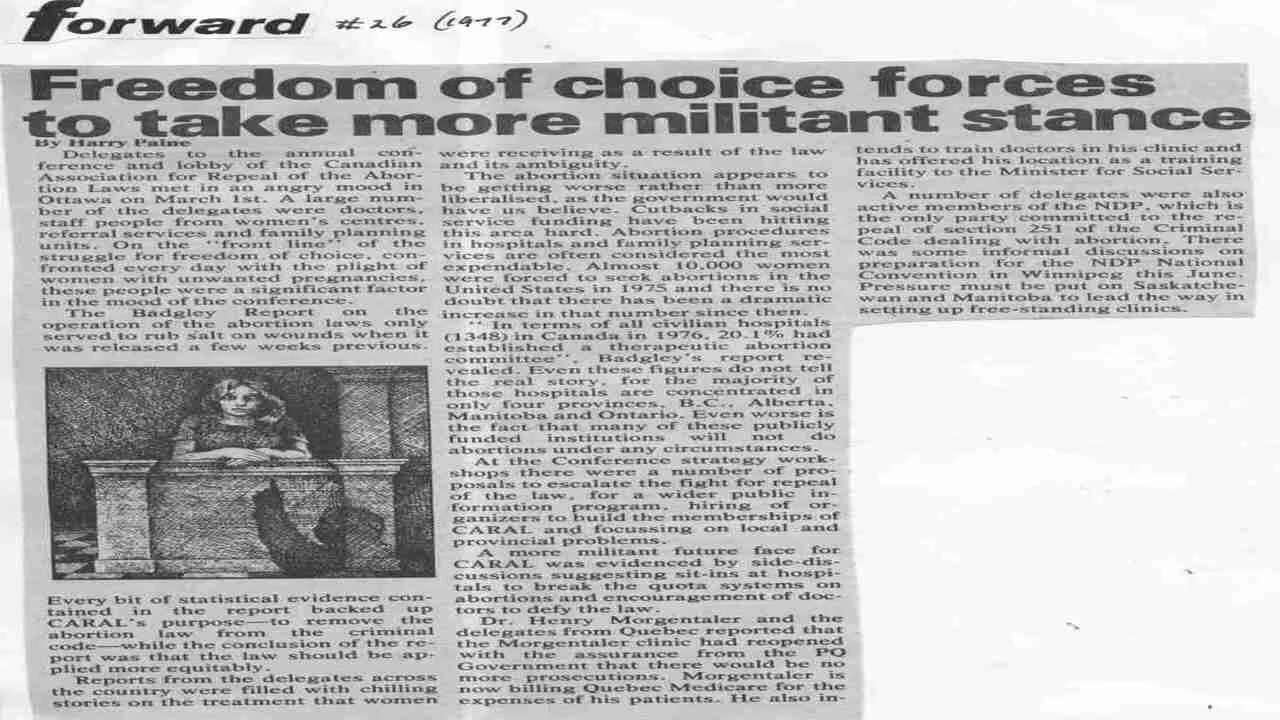 forward #26 (1977)
Freedom of choice forces
to take more militant stance
By Harry Paine
Delegates to the annual con-
ference and lobby of the Canadian
Association for Repeal of the Abor-
tion Laws met in an angry mood in
Ottawa on March 1st. A large num-
ber of the delegates were doctors,
staff people from women's centres,
referral services and family planning
units. On the "front line" of the
struggle for freedom of choice, con-
fronted every day with the plight of
women with unwanted pregnancies
these people were a significant factor
in the mood of the conference.
The Badgley Report on the
operation of the abortion laws only
served to rub salt on wounds when it
was released a few weeks previous.
Every bit of statistical evidence con-
tained in the report backed up
CARAL's purpose—to remove the
abortion law from the criminal
code—while the conclusion of the re-
port was that the law should be ap-
plied more equitably.
Reports from the delegates across
the country were filled with chilling
stories on the treatment that women
were receiving as a result of the law
and its ambiguity.
The abortion situation appears to
be getting worse rather than more
liberalised, as the government would
have us believe. Cutbacks in social
service funding have been hitting
this area hard. Abortion procedures
in hospitals and family planning ser-
vices are often considered the most
expendable. Almost 10,000 women
were forced to seek abortions in the
United States in 1975 and there is no
doubt that there has been a dramatic
increase in that number since then.
"In terms of all civilian hospitals
(1348) in Canada in 1976, 20.1% had
established a therapeutic abortion
committee", Badgley's report re-
vealed. Even these figures do not tell
the real story, for the majority of
those hospitals are concentrated in
only four provinces, B.C., Alberta,
Manitoba and Ontario. Even worse is
the fact that many of these publicly
funded institutions will not do
abortions under any circumstances.
At the Conference strategy work-
shops there were a number of pro-
posals to escalate the fight for repeal
of the law, for a wider public in-
formation program, hiring of or-
ganizers to build the memberships of
CARAL and focussing on local and
provincial problems.
A more militant future face for
CARAL was evidenced by side-dis-
cussions suggesting sit-ins at hospi-
tals to break the quota systems on
abortions and encouragement of doc-
tors to defy the law.
Dr. Henry Morgentaler and the
delegates from Quebec reported that
the Morgentaler clinic had reopened
with the assurance from the PQ
Government that there would be no
more prosecutions. Morgentaler is
now billing Quebec Medicare for the
expenses of his patients. He also in-
tends to train doctors in his clinic and
has offered his location as a training
facility to the Minister for Social Ser-
vices.
A number of delegates were also
active members of the NDP, which is
the only party committed to the re-
peal of section 251 of the Criminal
Code dealing with abortion. There
was some informal discussions on
preparation for the NDP National
Convention in Winnipeg this June.
Pressure must be put on Saskatche-
wan and Manitoba to lead the way in
setting up free-standing clinics.